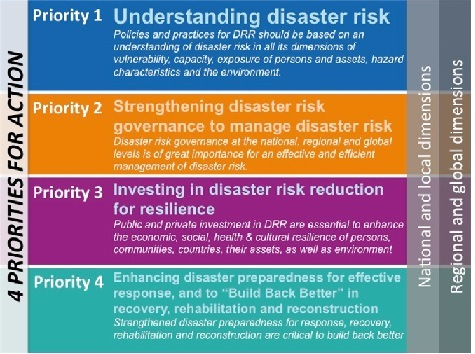 4 PRIORITIES FOR ACTION
Priority 1 Understanding disaster risk
Policies and practices for DRR should be based on an
understanding of disaster risk in all its dimensions of
vulnerability, capacity, exposure of persons and assets, hazard
characteristics and the environment.
Priority 2 Strengthening disaster risk
governance to manage disaster risk
Disaster risk governance at the national, regional and global
levels is of great importance for an effective and efficient
management of disaster risk.
Priority 3 Investing in disaster risk reduction
for resilience
Public and private investment in DRR are essential to enhance
the economic, social, health & cultural resilience of persons,
communities, countries, their assets, as well as environment
Priority 4 Enhancing disaster preparedness for effective
response, and to "Build Back Better" in
recovery, rehabilitation and reconstruction
Strengthened disaster preparedness for response, recovery,
rehabilitation and reconstruction are critical to build back better
National and local dimensions
Regional and global dimensions